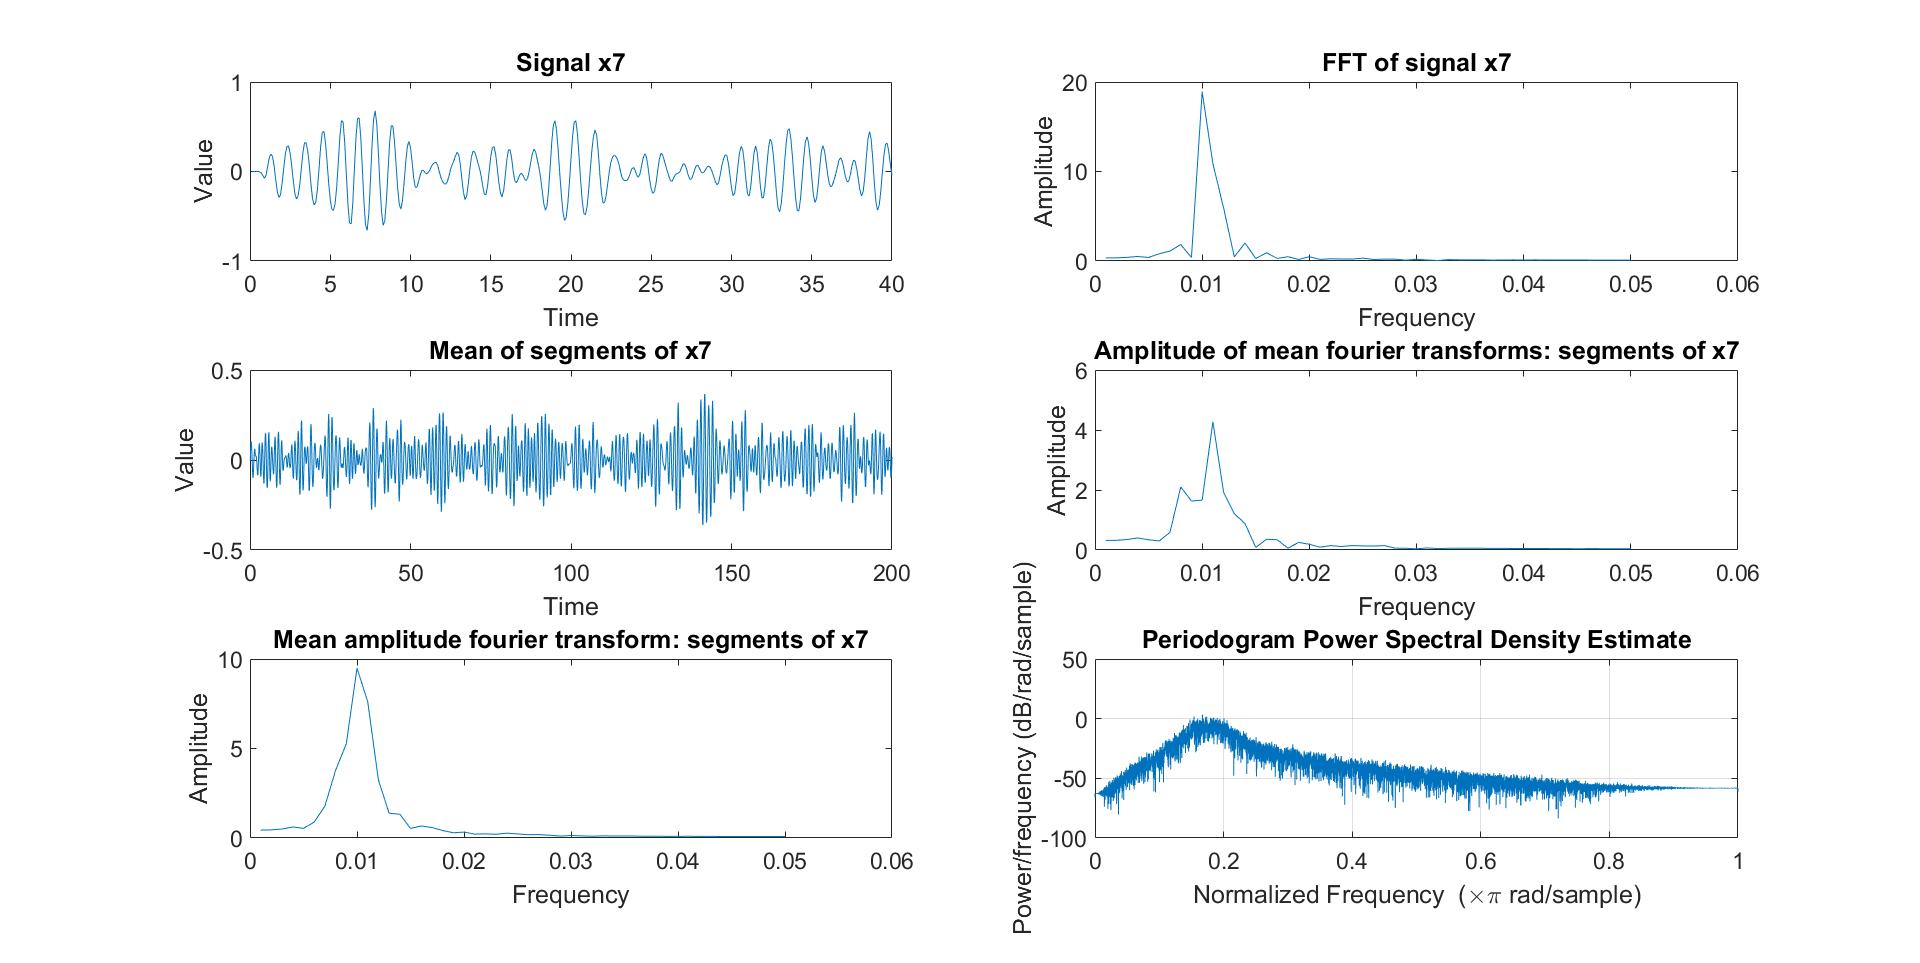 Signal x7
1
0
-1
Value
0 5 10 15 20 25 30 35 40
Time
FFT of signal x7
20
10
0
Amplitude
0 0.01 0.02 0.03 0.04 0.05 0.06
Frequency
Mean of segments of x7
0.5
0
-0.5
Value
0 50 100 150 200
Time
Amplitude of mean fourier transforms: segments of x7
6
4
2
0
Amplitude
0 0.01 0.02 0.03 0.04 0.05 0.06
Frequency
Mean amplitude fourier transform: segments of x7
10
5
0
Amplitude
0 0.01 0.02 0.03 0.04 0.05 0.06
Frequency
Periodogram Power Spectral Density Estimate
50
0
-50
-100
Power/frequency (dB/rad/sample)
0 0.2 0.4 0.6 0.8 1
Normalized Frequency (×π rad/sample)